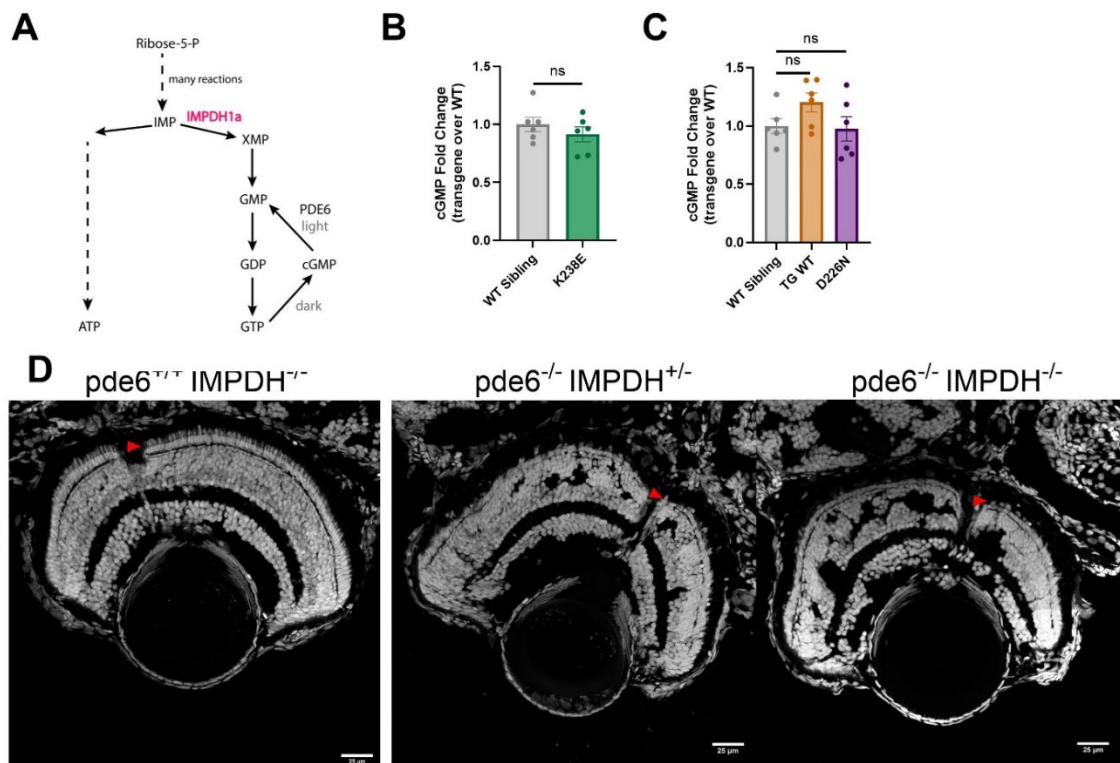 A
Ribose-5-P
many reactions
IMPDH1a
IMP
XMP
GMP
PDE6
light
GDP
cGMP
dark
ATP
GTP
B
cGMP Fold Change
(transgene over WT)
1.5
1.0
0.5
0.0
ns
WT Sibling
K238E
C
cGMP Fold Change
(transgene over WT)
1.5
1.0
0.5
0.0
ns
ns
WT Sibling
TG WT
D226N
D
pde6+/+ IMPDH-/-
pde6-/- IMPDH+/-
pde6-/- IMPDH-/-
25 µm
25 µm
25 µm